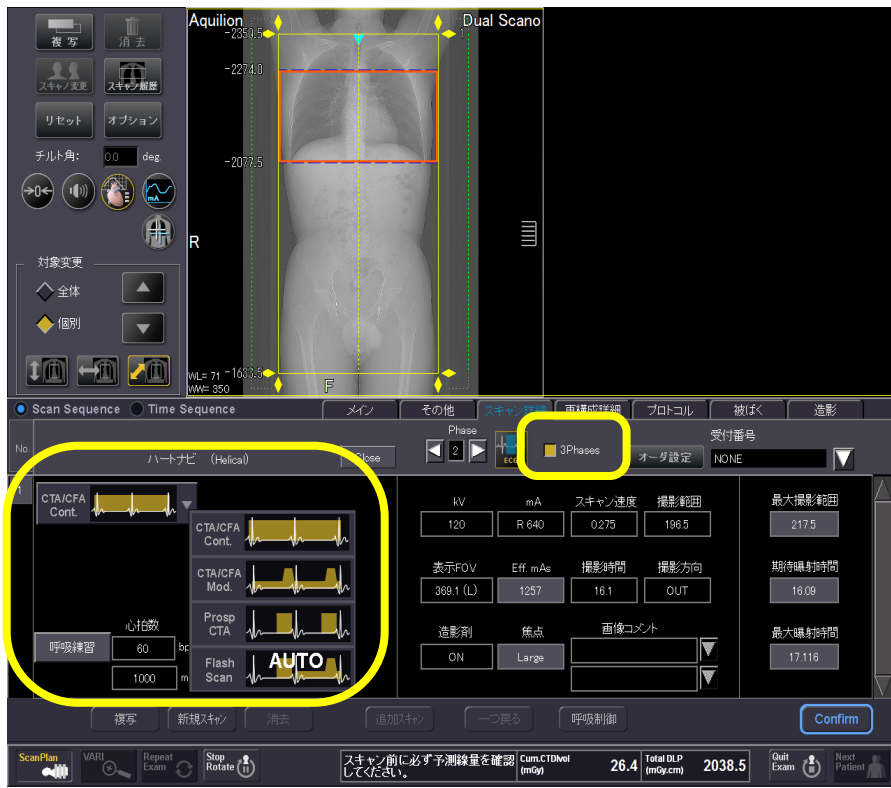 複写
消去
スキャノ変更
スキャン履歴
リセット
オプション
チルト角:
0.0
deg.
→0←
mA
対象変更
全体
個別
Aquilion
Dual Scano
-2350.5
1
-2274.0
-2077.5
R
-1633.5
WL= 71
WW= 350
F
Scan Sequence
Time Sequence
メイン
その他
スキャン詳細
再構成詳細
プロトコル
被ばく
造影
No.
ハートナビ (Helical)
Close
Phase
2
ECG
3Phases
オーダ設定
受付番号
NONE
1
CTA/CFA
Cont.
CTA/CFA
Cont.
CTA/CFA
Mod.
Prosp
CTA
Flash
Scan
AUTO
心拍数
呼吸練習
60
1000
kV
mA
スキャン速度
撮影範囲
120
R 640
0.275
196.5
表示FOV
Eff. mAs
撮影時間
撮影方向
369.1 (L)
1257
16.1
OUT
造影剤
焦点
画像コメント
ON
Large
最大撮影範囲
217.5
期待曝射時間
16.09
最大曝射時間
17.116
複写
新規スキャン
消去
追加スキャン
一つ戻る
呼吸制御
Confirm
ScanPlan
VARI
Repeat
Exam
Stop
Rotate
スキャン前に必ず予測線量を確認
してください。
Cum.CTDIvol
(mGy)
26.4
Total DLP
(mGy.cm)
2038.5
Quit
Exam
Next
Patient